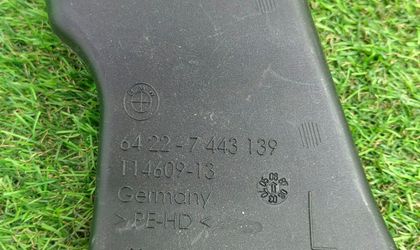 64 22 - 7 443 139
114609-13
Germany
> PE-HD <
L